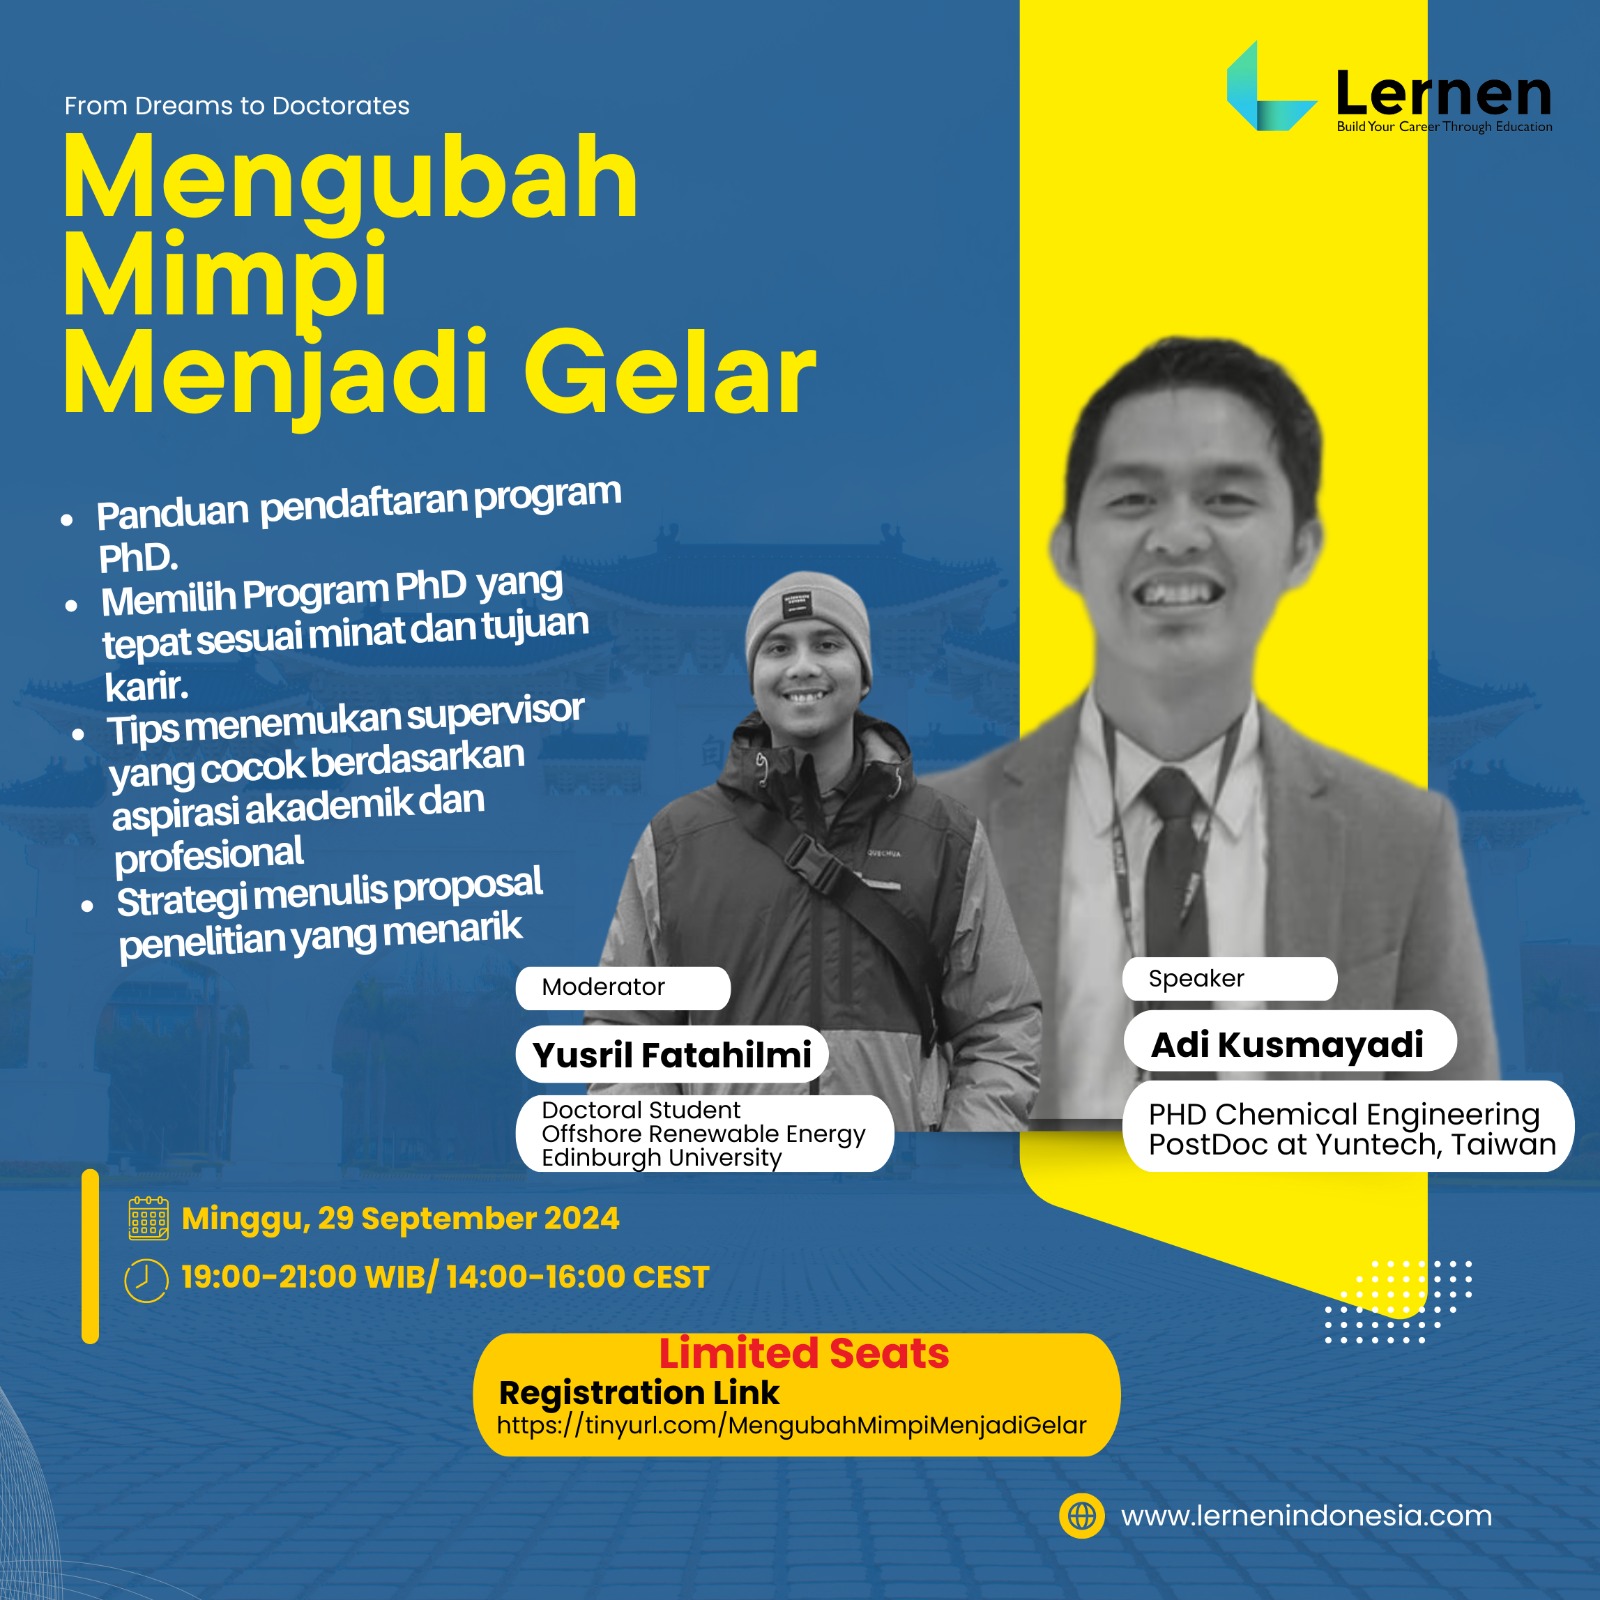 From Dreams to Doctorates
Mengubah
Mimpi
Menjadi Gelar
Lernen
Build Your Career Through Education
• Panduan pendaftaran program
PhD.
• Memilih Program PhD yang
tepat sesuai minat dan tujuan
karir.
• Tips menemukan supervisor
yang cocok berdasarkan
aspirasi akademik dan
profesional
• Strategi menulis proposal
penelitian yang menarik
QUECHUA
Moderator
Yusril Fatahilmi
Doctoral Student
Offshore Renewable Energy
Edinburgh University
Speaker
Adi Kusmayadi
PHD Chemical Engineering
PostDoc at Yuntech, Taiwan
Minggu, 29 September 2024
19:00-21:00 WIB/ 14:00-16:00 CEST
Limited Seats
Registration Link
https://tinyurl.com/MengubahMimpiMenjadiGelar
www.lernenindonesia.com